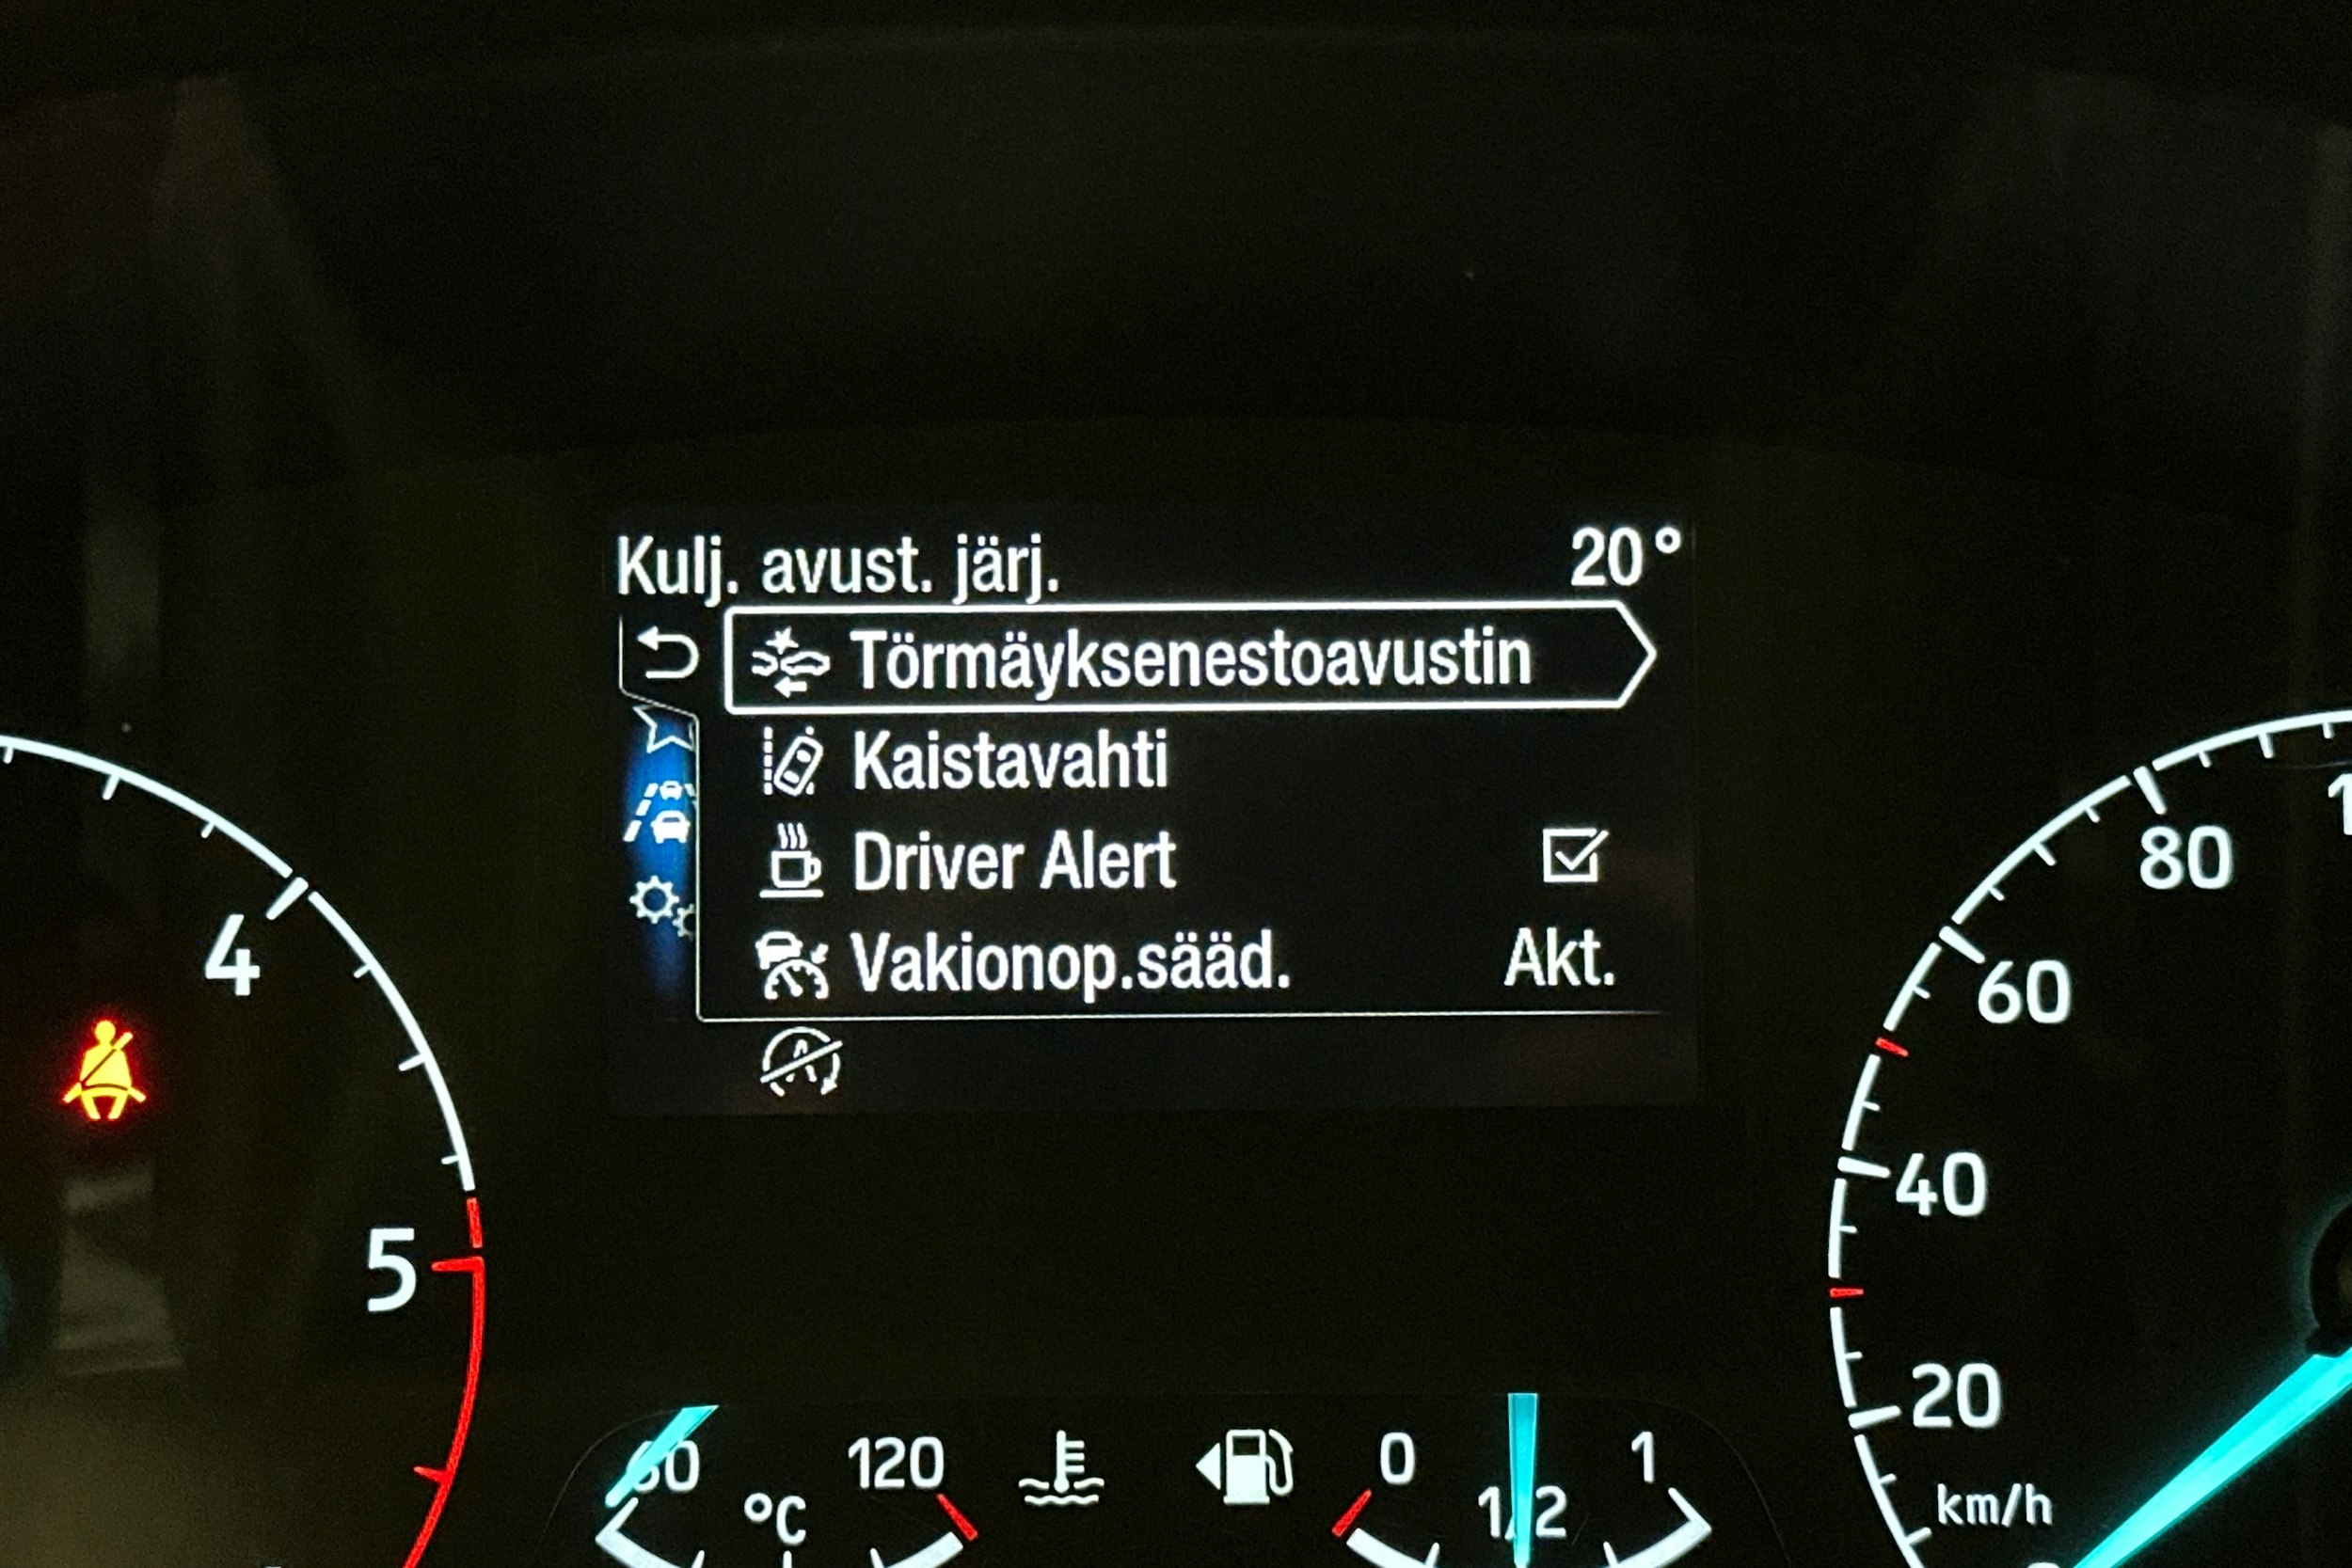 Kulj. avust. järj. 20°
Törmäyksenestoavustin
Kaistavahti
Driver Alert
Vakionop.sääd. Akt.
4
5
80
60
40
20
km/h
60 120
°C
0 1/2 1